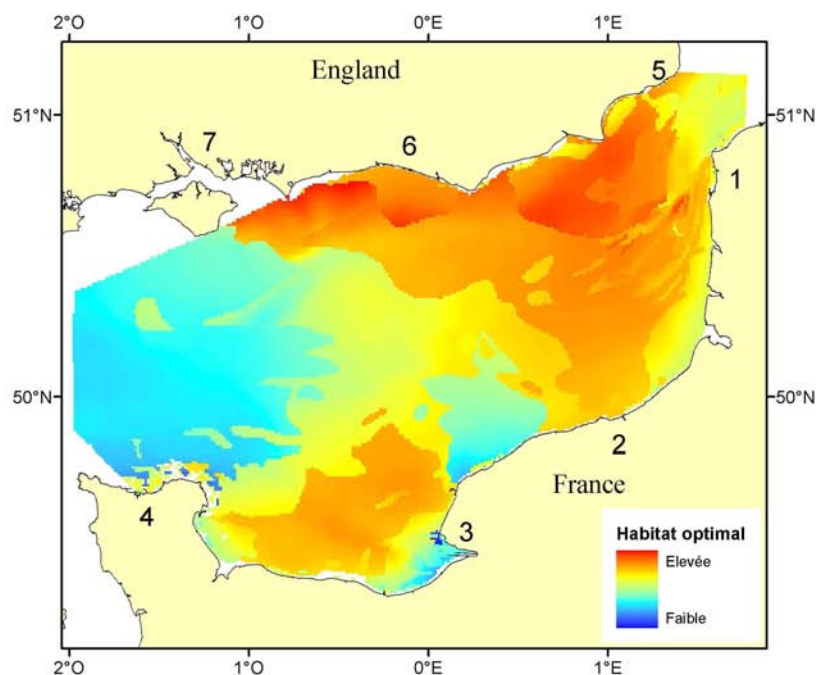 2°O 1°O 0°E 1°E
England
5
51°N 51°N
7 6
1
50°N 50°N
2
France
3
4
Habitat optimal
Elevée
Faible
2°O 1°O 0°E 1°E